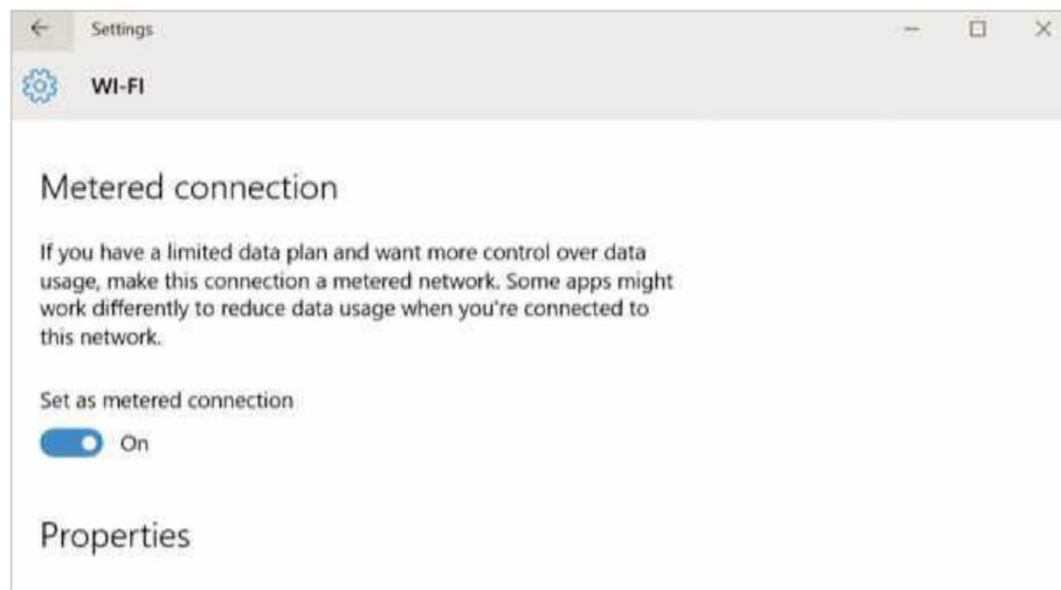 Settings
WI-FI
Metered connection
If you have a limited data plan and want more control over data
usage, make this connection a metered network. Some apps might
work differently to reduce data usage when you're connected to
this network.
Set as metered connection
On
Properties